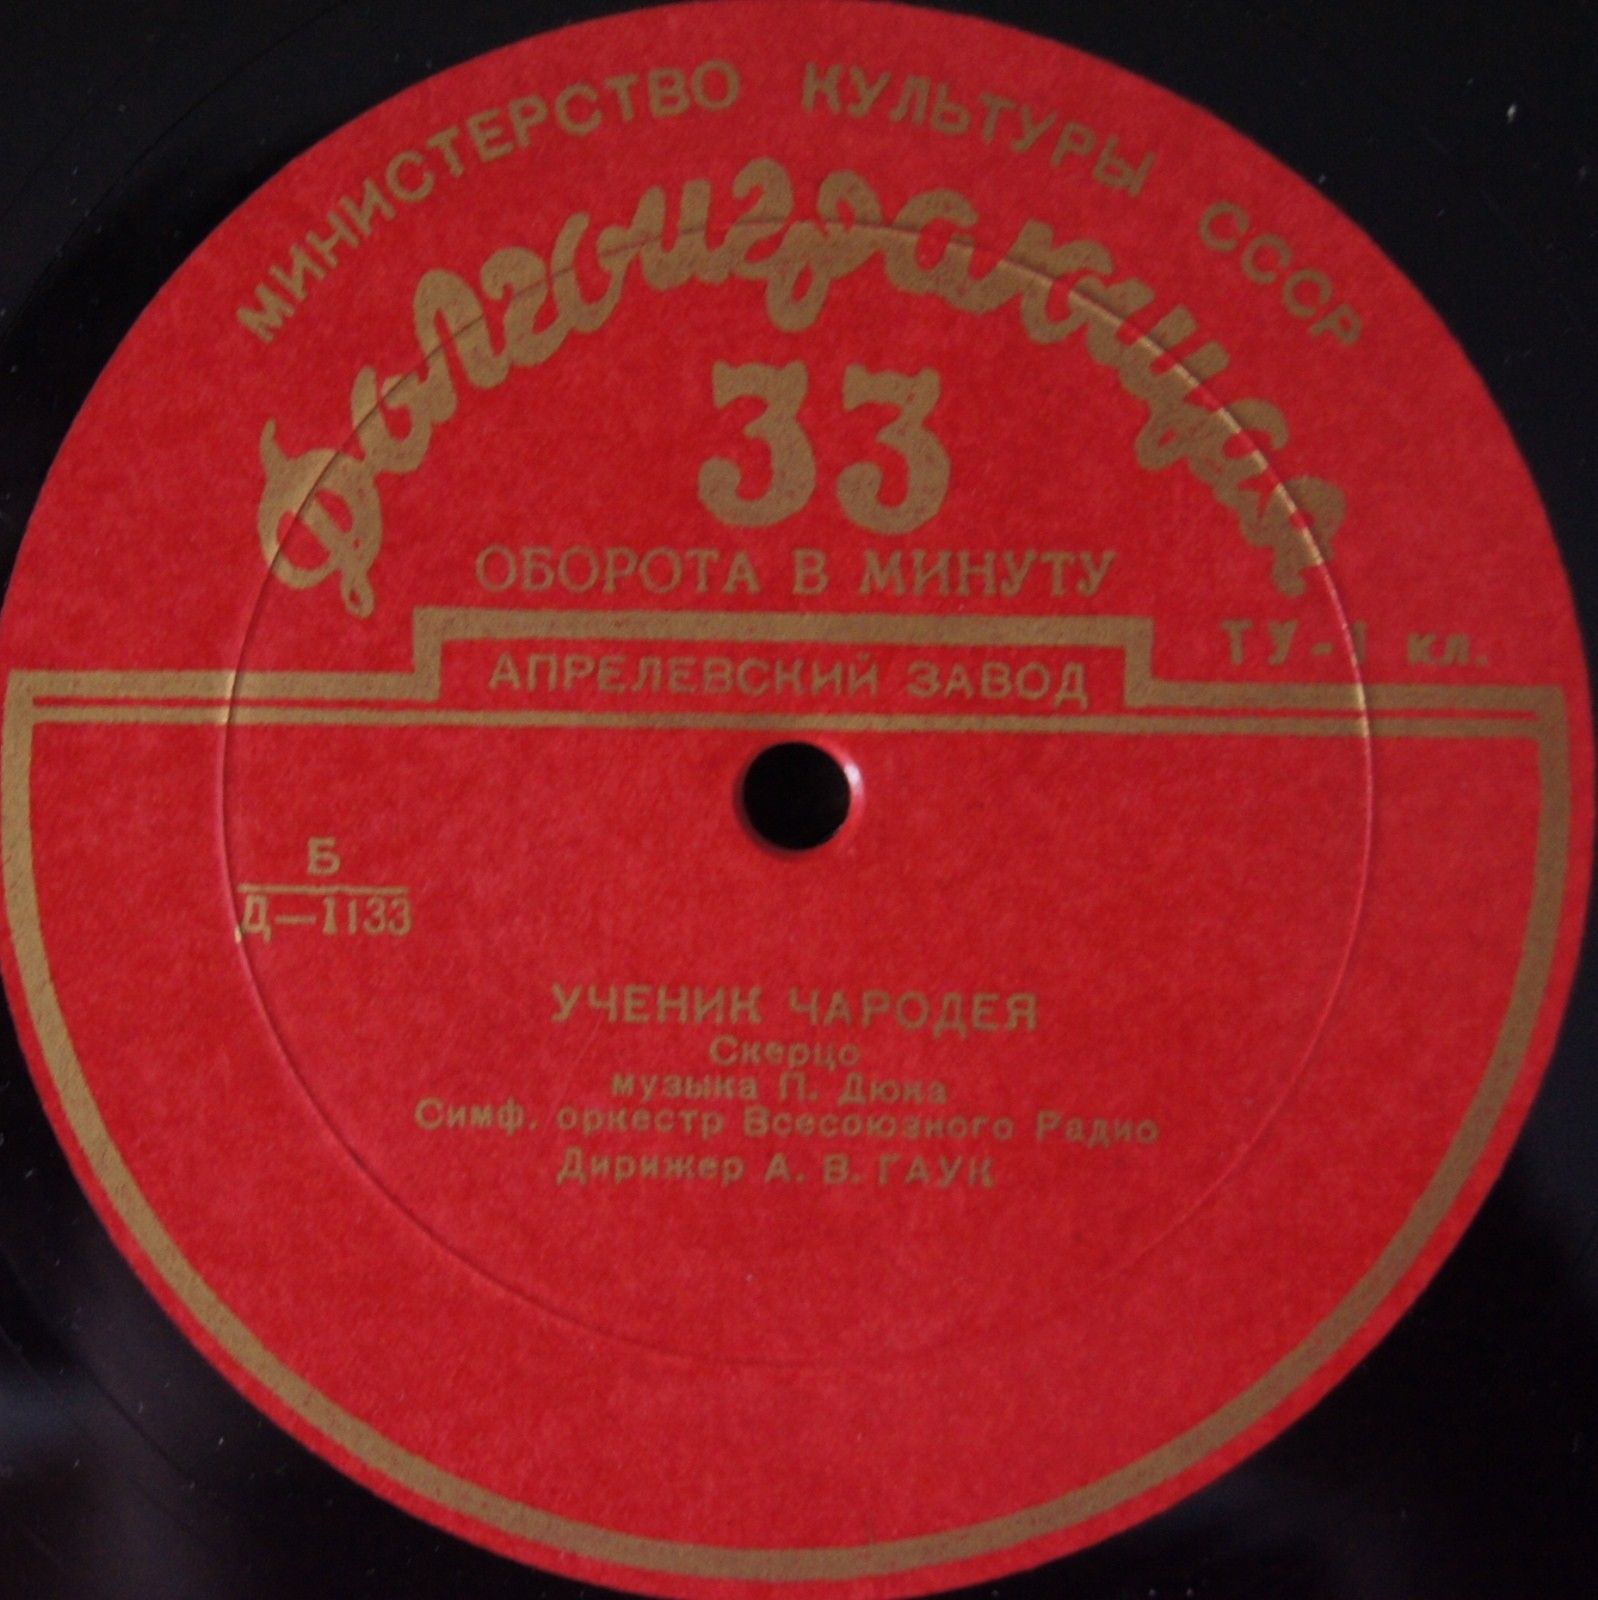 МИНИСТЕРСТВО КУЛЬТУРЫ СССР
Долгоиграющая
33
ОБОРОТА В МИНУТУ
ТУ-1 кл.
АПРЕЛЕВСКИЙ ЗАВОД
Б
Д—1133
УЧЕНИК ЧАРОДЕЯ
Скерцо
музыка П. Дюка
Симф. оркестр Всесоюзного Радио
Дирижер А. В. ГАУК